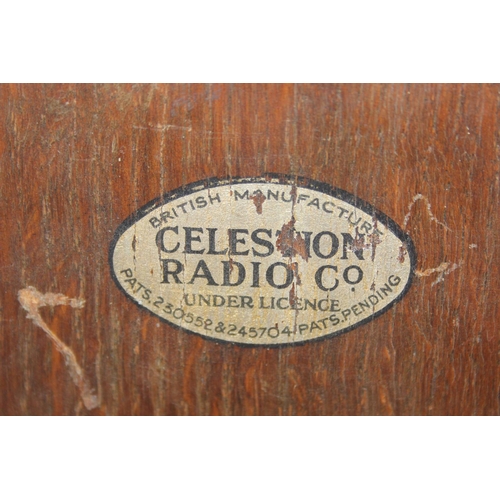 BRITISH MANUFACTURE
CELESTION
RADIO Cº
UNDER LICENCE
PATS. 230552 & 245704 PATS. PENDING